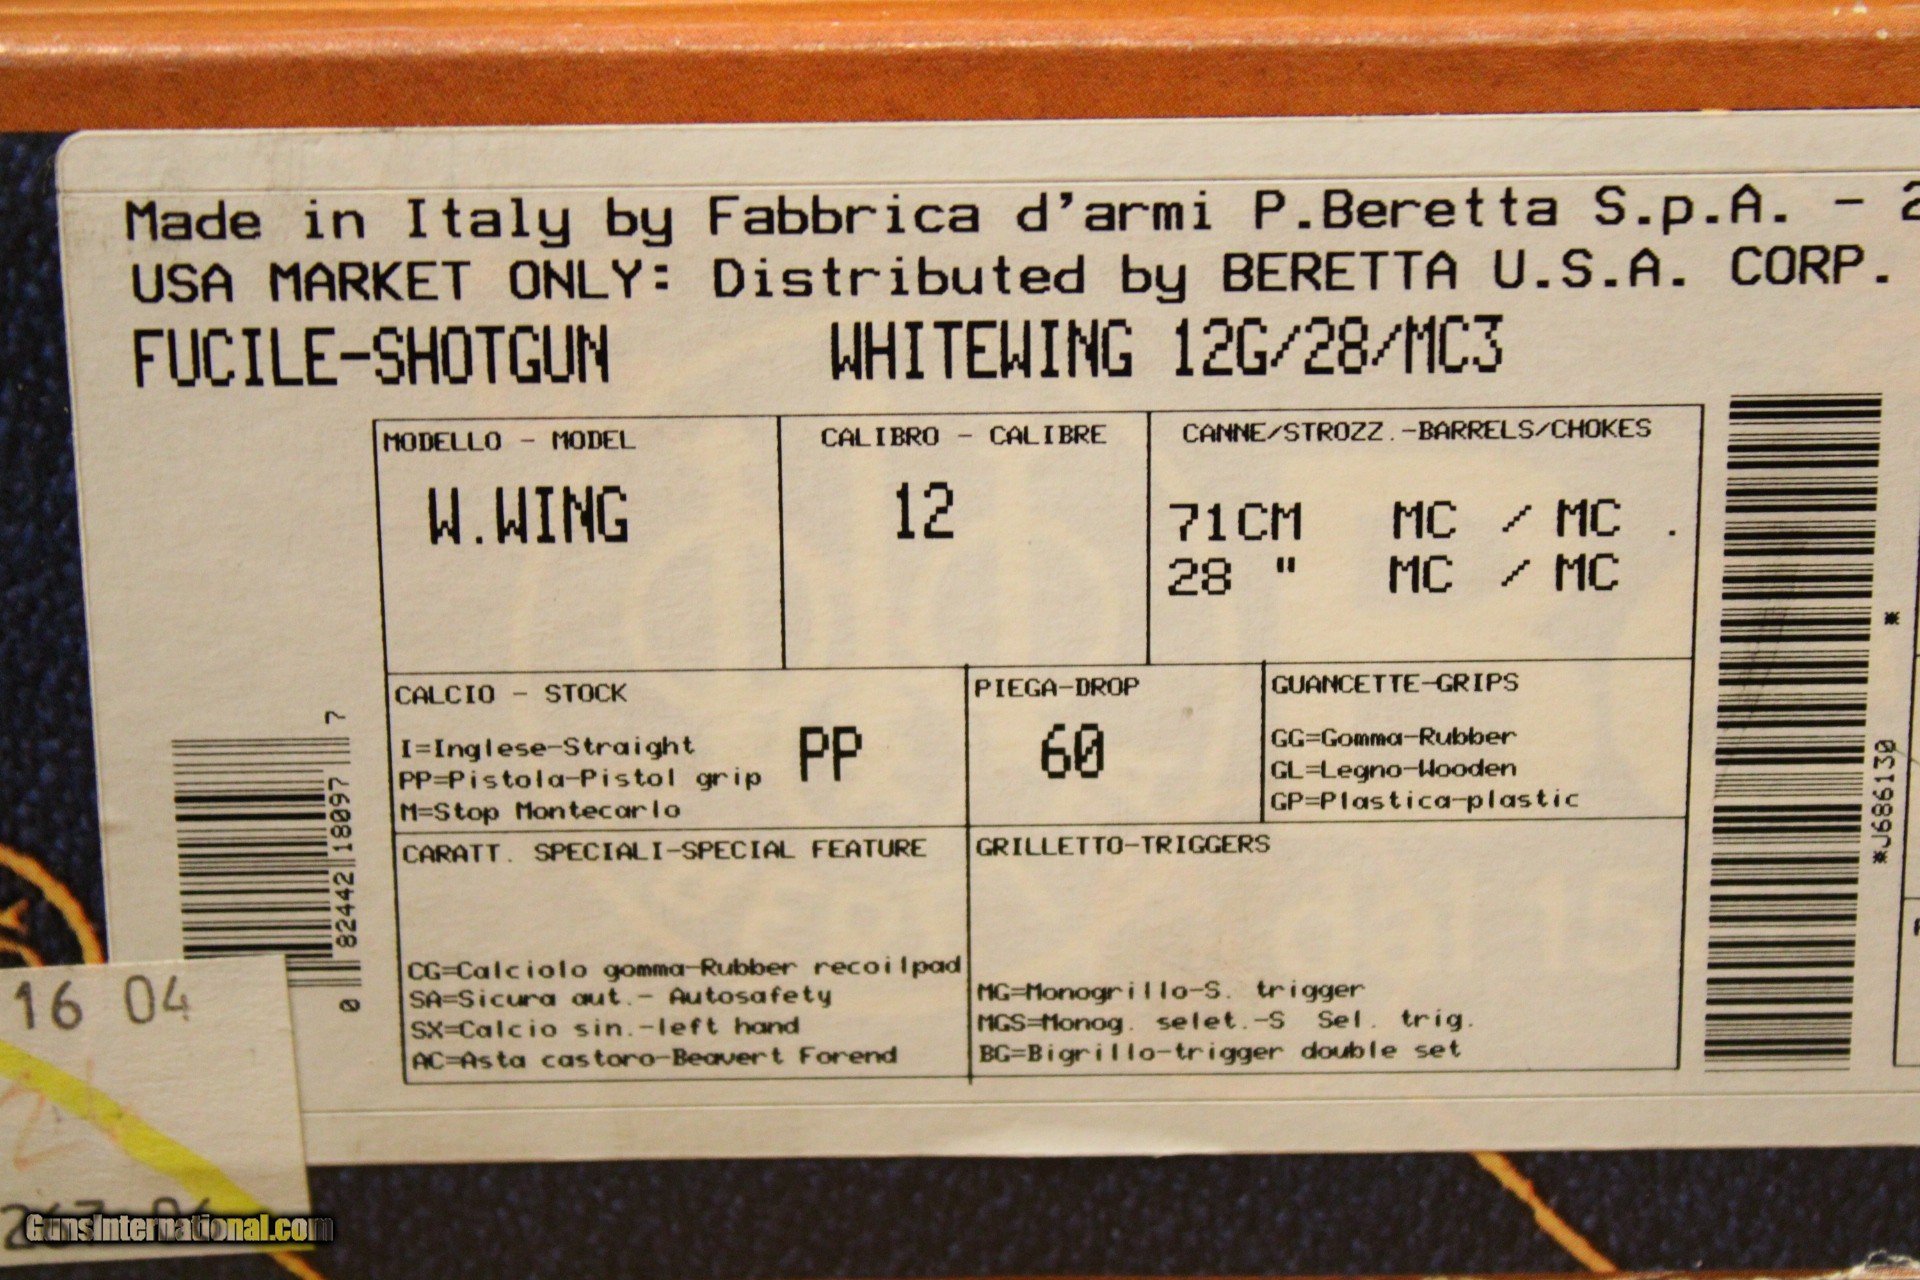 Made in Italy by Fabbrica d'armi P.Beretta S.p.A. - 2
USA MARKET ONLY: Distributed by BERETTA U.S.A. CORP.
FUCILE-SHOTGUN WHITEWING 12G/28/MC3
MODELLO - MODEL
W.WING
CALIBRO - CALIBRE
12
CANNE/STROZZ.-BARRELS/CHOKES
71CM MC / MC .
28 " MC / MC
CALCIO - STOCK
I=Inglese-Straight
PP=Pistola-Pistol grip
M=Stop Montecarlo
PP
PIEGA-DROP
60
GUANCETTE-GRIPS
GG=Gomma-Rubber
GL=Legno-Wooden
GP=Plastica-plastic
CARATT. SPECIALI-SPECIAL FEATURE
CG=Calciolo gomma-Rubber recoilpad
SA=Sicura aut.- Autosafety
SX=Calcio sin.-left hand
AC=Asta castoro-Beavert Forend
GRILLETTO-TRIGGERS
MG=Monogrillo-S. trigger
MGS=Monog. selet.-S Sel. trig.
BG=Bigrillo-trigger double set
0 82442 18097 7
*J686130 *
16 04
GunsInternational.com